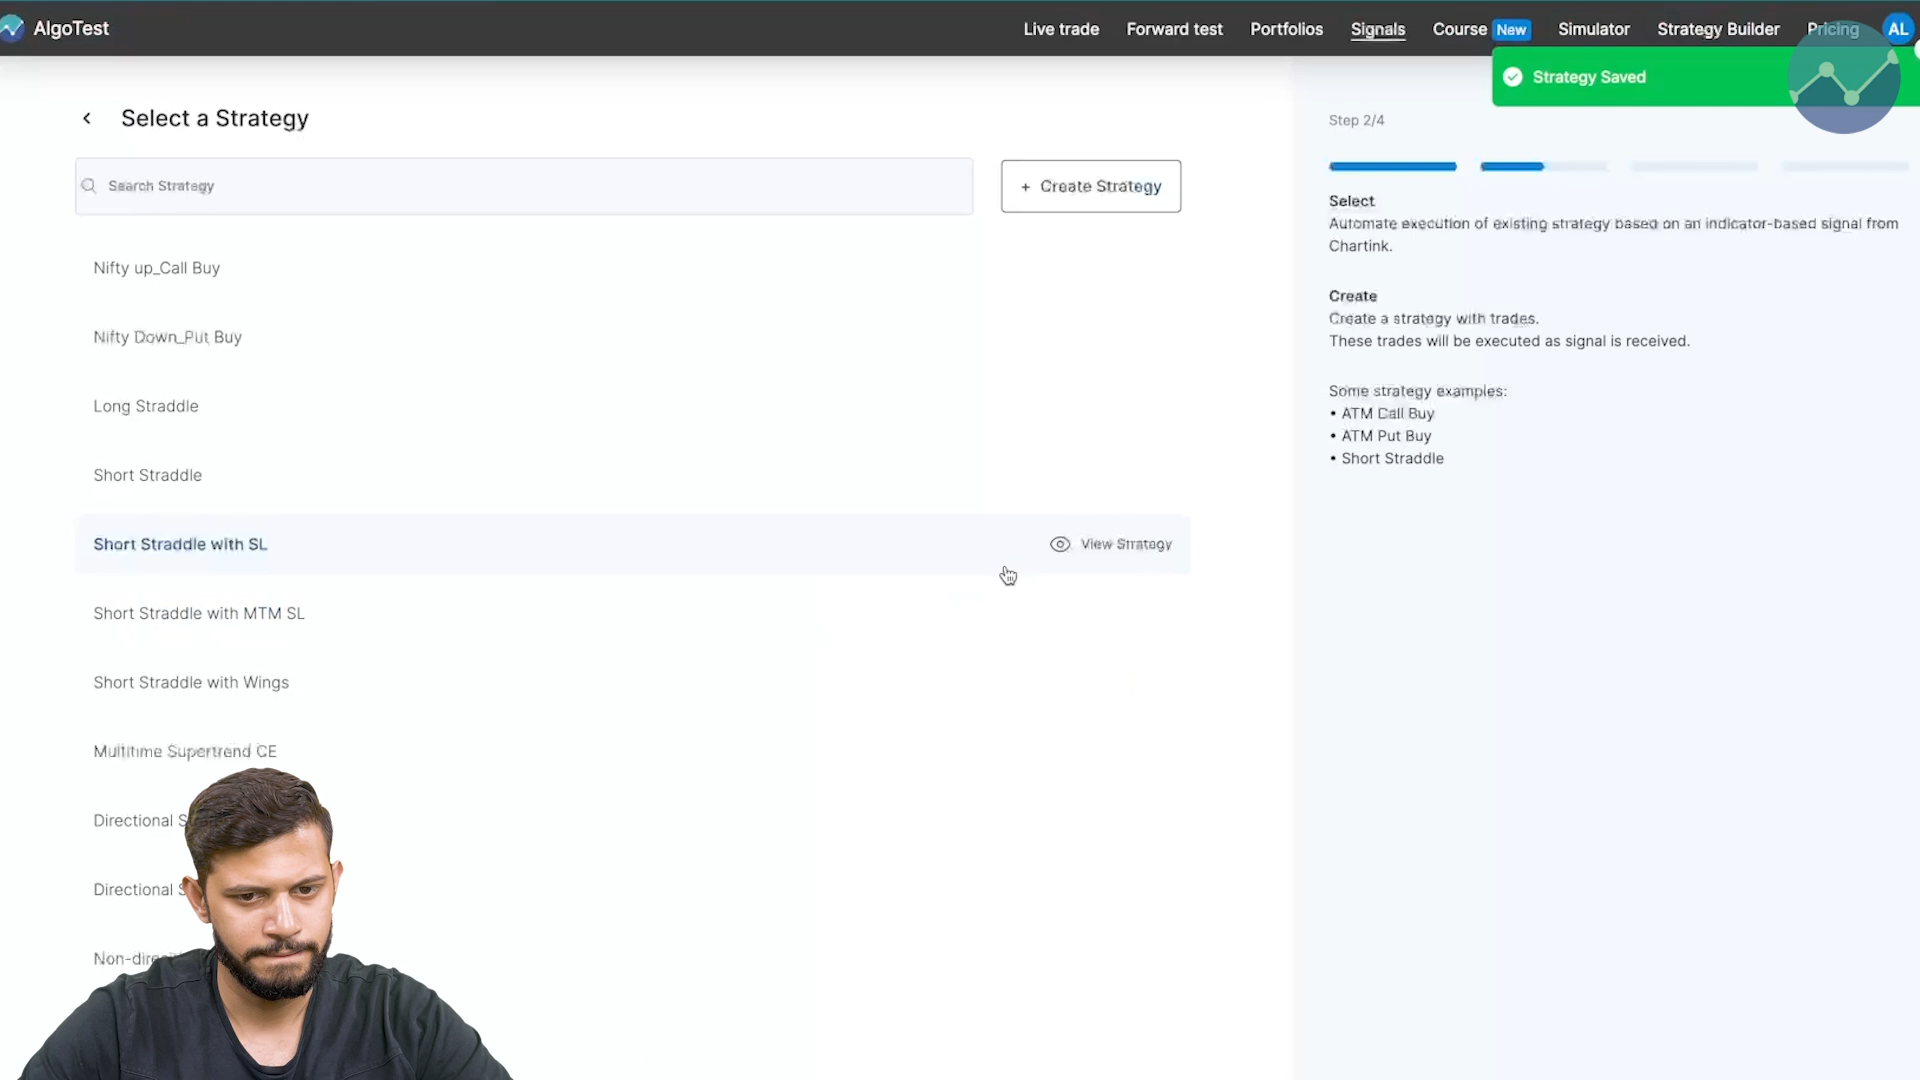 AlgoTest
Live trade
Forward test
Portfolios
Signals
Course New
Simulator
Strategy Builder
Pricing
AL
Strategy Saved
Select a Strategy
Search Strategy
+ Create Strategy
Nifty up_Call Buy
Nifty Down_Put Buy
Long Straddle
Short Straddle
Short Straddle with SL
View Strategy
Short Straddle with MTM SL
Short Straddle with Wings
Multitime Supertrend CE
Directional
Directional
Step 2/4
Select
Automate execution of existing strategy based on an indicator-based signal from
Chartink.
Create
Create a strategy with trades.
These trades will be executed as signal is received.
Some strategy examples:
• ATM Call Buy
• ATM Put Buy
• Short Straddle